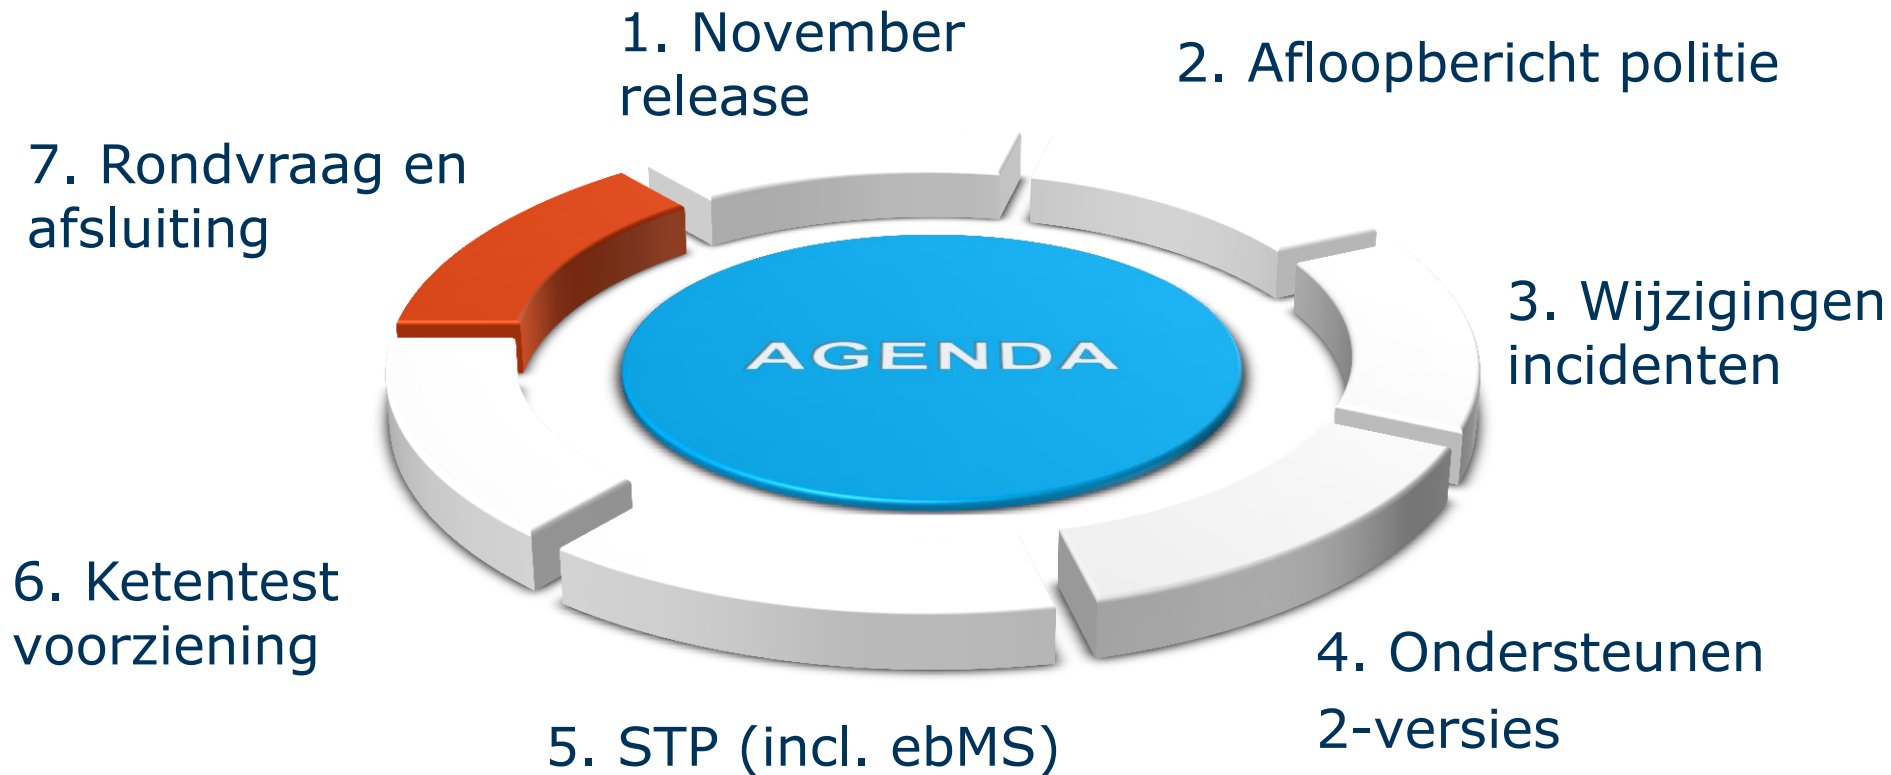 1. November
release
2. Afloopbericht politie
3. Wijzigingen
incidenten
4. Ondersteunen
2-versies
5. STP (incl. ebMS)
6. Ketentest
voorziening
7. Rondvraag en
afsluiting
AGENDA